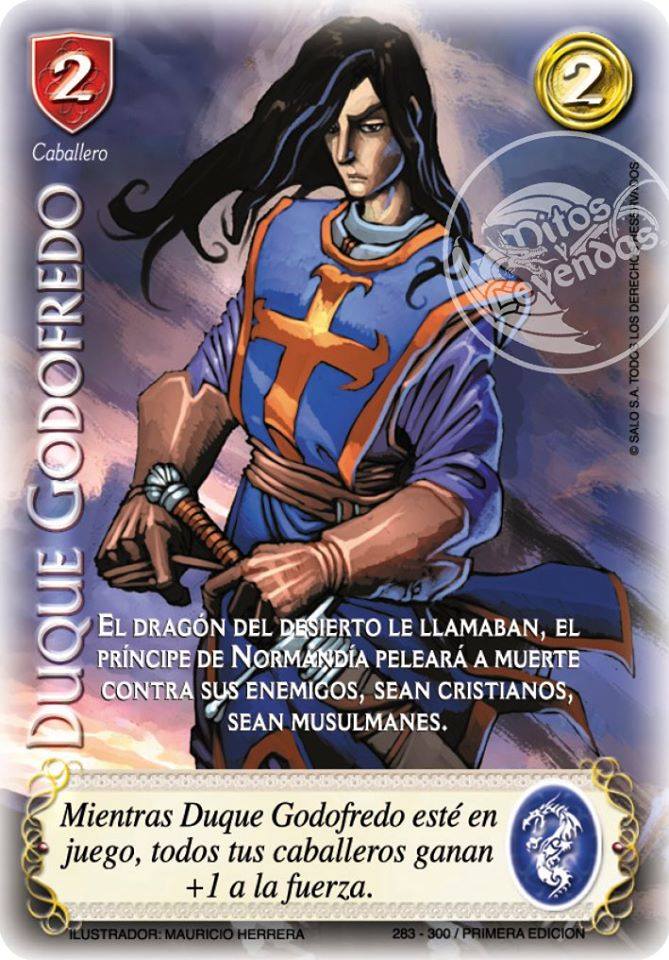 2
2
Caballero
DUQUE GODOFREDO
Mitos
y
Leyendas
© SALO S.A. TODOS LOS DERECHOS RESERVADOS
EL DRAGÓN DEL DESIERTO LE LLAMABAN, EL
PRÍNCIPE DE NORMANDÍA PELEARÁ A MUERTE
CONTRA SUS ENEMIGOS, SEAN CRISTIANOS,
SEAN MUSULMANES.
Mientras Duque Godofredo esté en
juego, todos tus caballeros ganan
+1 a la fuerza.
ILUSTRADOR: MAURICIO HERRERA
283 - 300 / PRIMERA EDICION